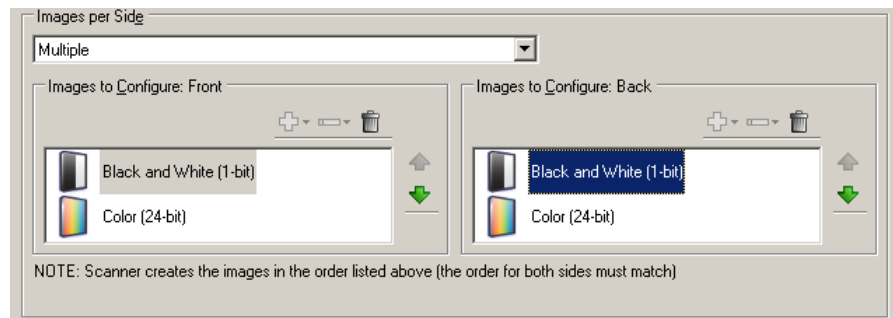 Images per Side
Multiple
Images to Configure: Front
Images to Configure: Back
Black and White (1-bit)
Color (24-bit)
Black and White (1-bit)
Color (24-bit)
NOTE: Scanner creates the images in the order listed above (the order for both sides must match)